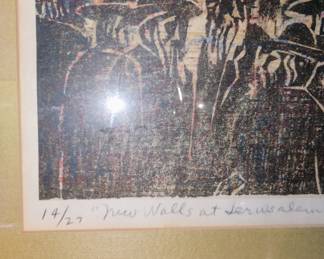 14/27 "New Walls at Jerusalem